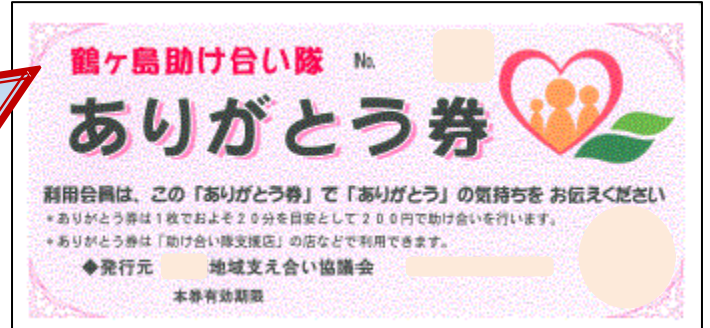 鶴ヶ島助け合い隊 №
ありがとう券
利用会員は、この「ありがとう券」で「ありがとう」の気持ちを お伝えください
*ありがとう券は1枚でおよそ20分を目安として200円で助け合いを行います。
*ありがとう券は「助け合い隊支援店」の店などで利用できます。
◆発行元 地域支え合い協議会
本券有効期限